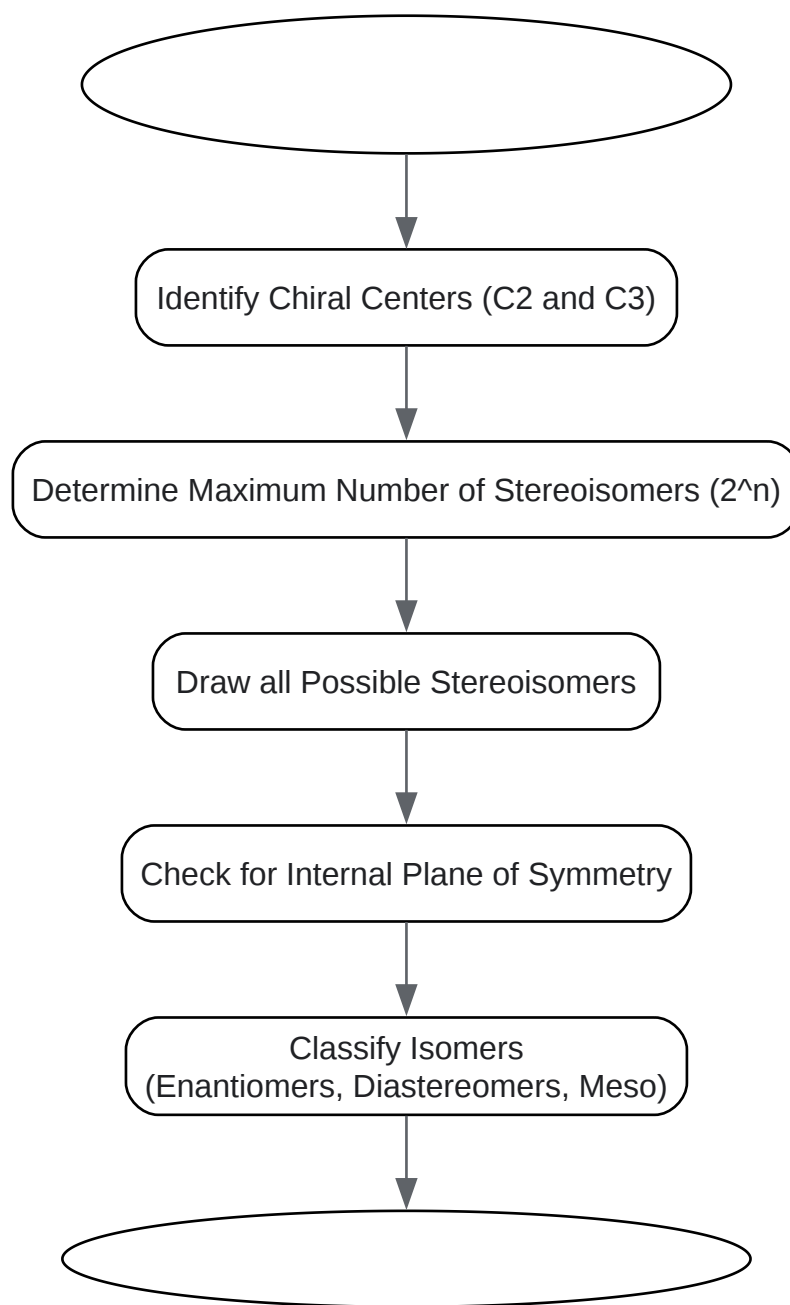 Identify Chiral Centers (C2 and C3)
Determine Maximum Number of Stereoisomers (2^n)
Draw all Possible Stereoisomers
Check for Internal Plane of Symmetry
Classify Isomers
(Enantiomers, Diastereomers, Meso)